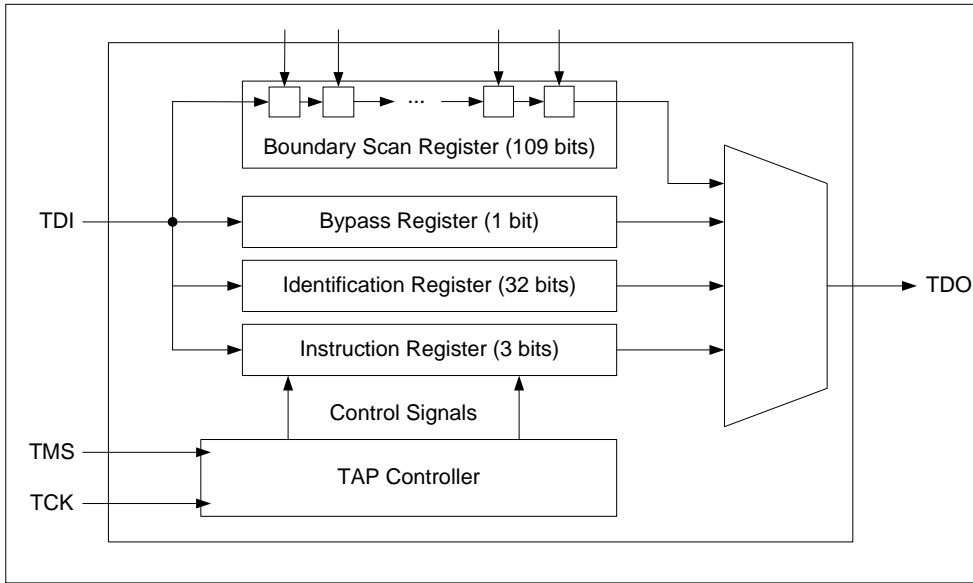 ...
Boundary Scan Register (109 bits)
TDI
Bypass Register (1 bit)
Identification Register (32 bits)
TDO
Instruction Register (3 bits)
Control Signals
TMS
TAP Controller
TCK